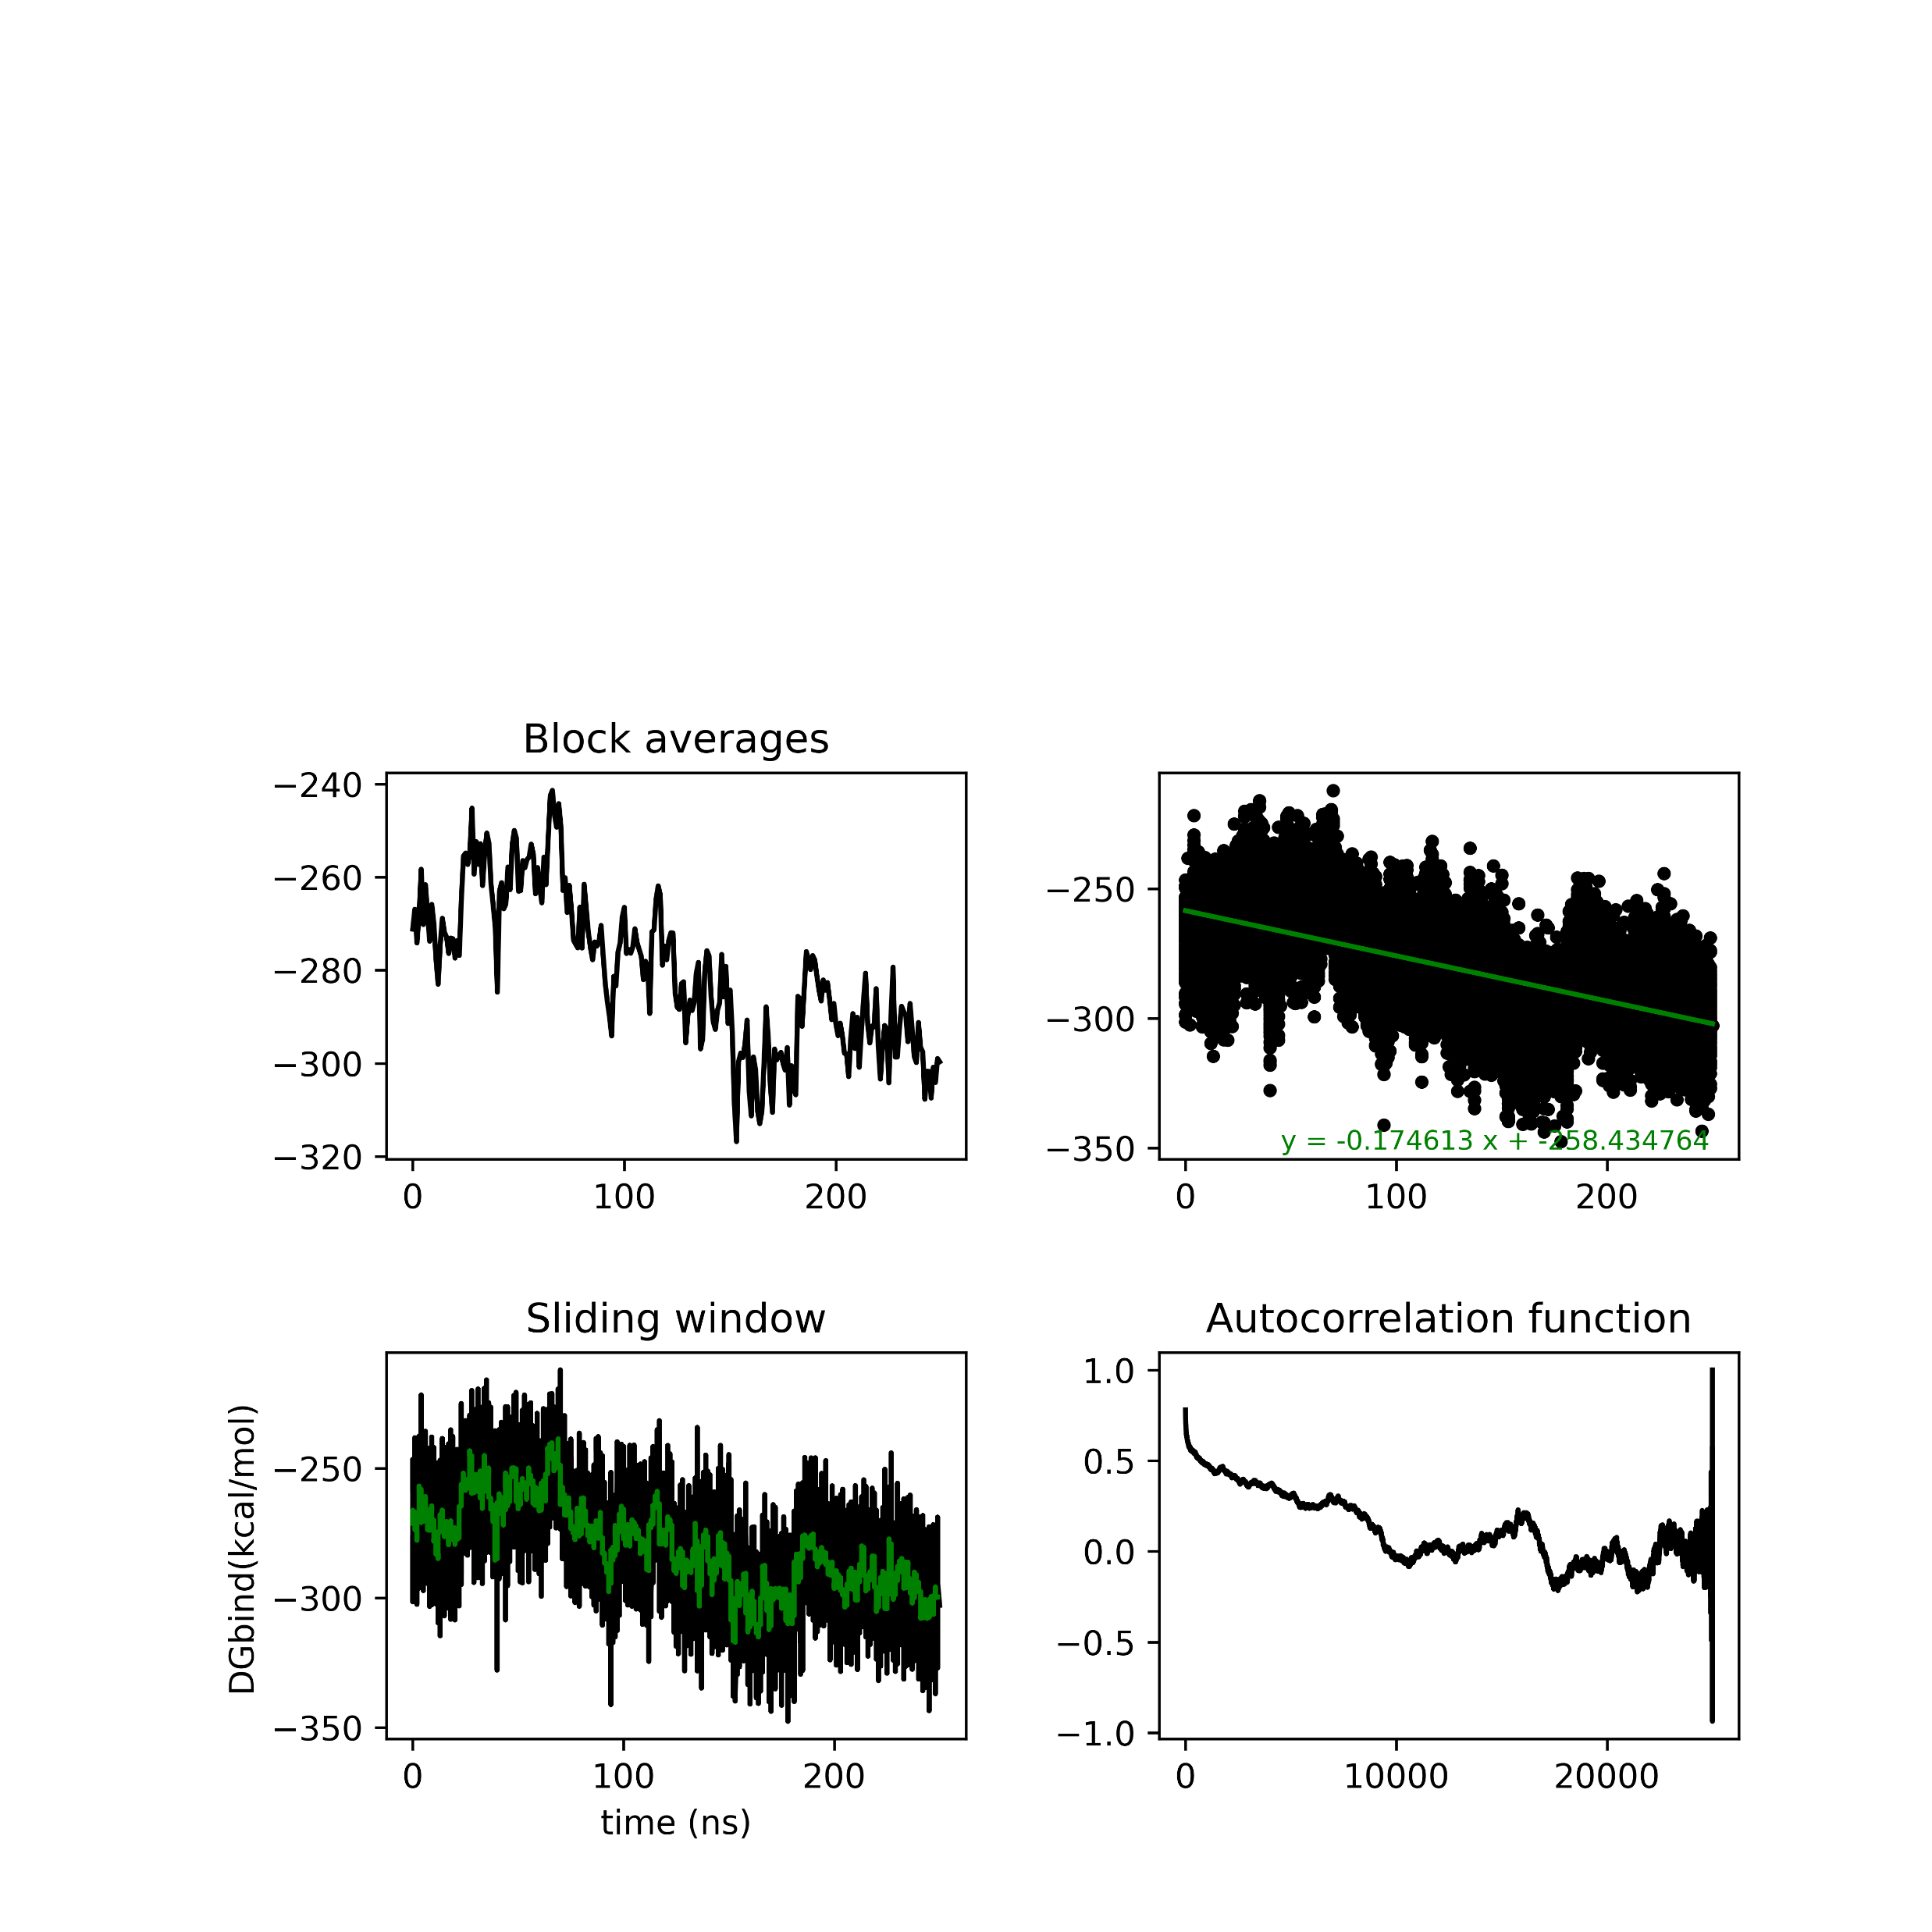 Block averages
−240
−260
−280
−300
−320
0 100 200
−250
−300
−350
y = -0.174613 x + -258.434764
0 100 200
Sliding window
DGbind(kcal/mol)
−250
−300
−350
0 100 200
time (ns)
Autocorrelation function
1.0
0.5
0.0
−0.5
−1.0
0 10000 20000